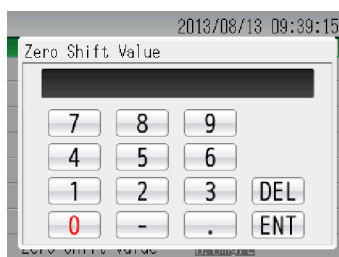 2013/08/13 09:39:15
Zero Shift Value
7 8 9
4 5 6
1 2 3 DEL
0 - . ENT
Zero Shift Value